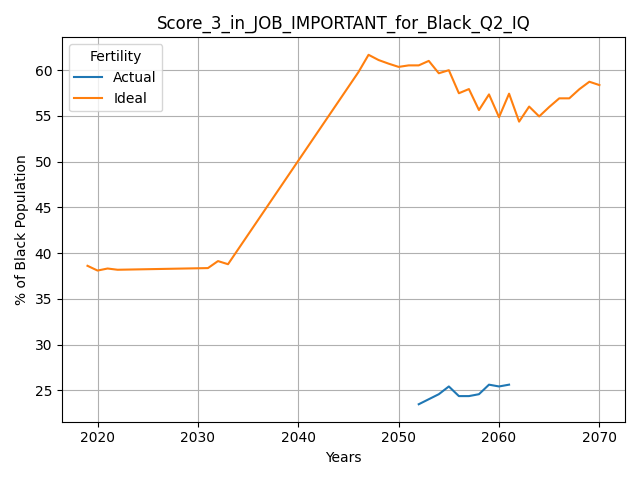 Score_3_in_JOB_IMPORTANT_for_Black_Q2_IQ
Fertility
Actual
Ideal
% of Black Population
60
55
50
45
40
35
30
25
2020 2030 2040 2050 2060 2070
Years